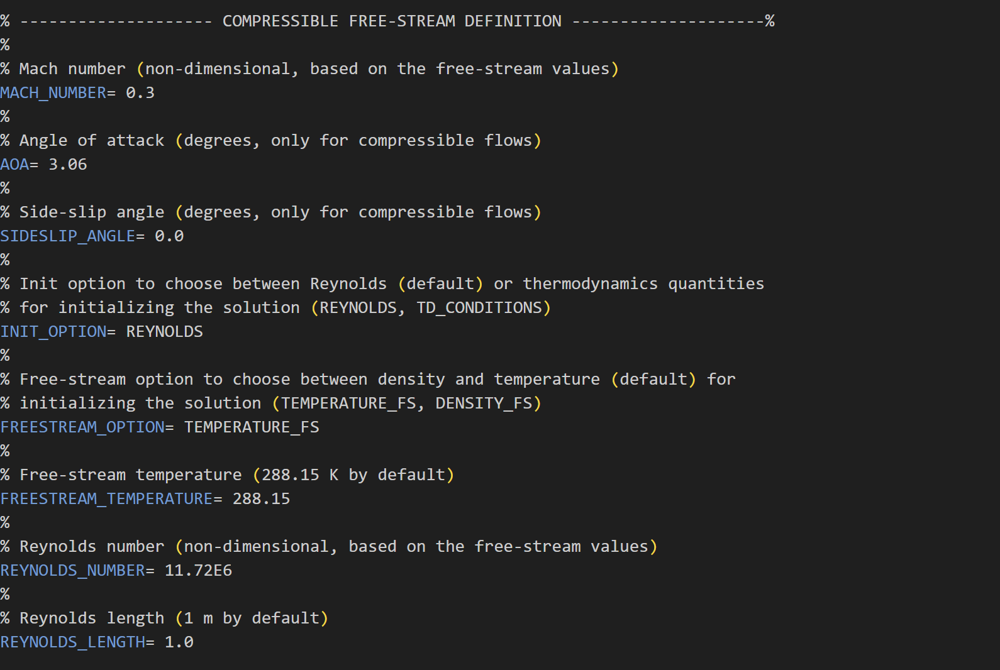 % -------------------- COMPRESSIBLE FREE-STREAM DEFINITION --------------------%
%
% Mach number (non-dimensional, based on the free-stream values)
MACH_NUMBER= 0.3
%
% Angle of attack (degrees, only for compressible flows)
AOA= 3.06
%
% Side-slip angle (degrees, only for compressible flows)
SIDESLIP_ANGLE= 0.0
%
% Init option to choose between Reynolds (default) or thermodynamics quantities
% for initializing the solution (REYNOLDS, TD_CONDITIONS)
INIT_OPTION= REYNOLDS
%
% Free-stream option to choose between density and temperature (default) for
% initializing the solution (TEMPERATURE_FS, DENSITY_FS)
FREESTREAM_OPTION= TEMPERATURE_FS
%
% Free-stream temperature (288.15 K by default)
FREESTREAM_TEMPERATURE= 288.15
%
% Reynolds number (non-dimensional, based on the free-stream values)
REYNOLDS_NUMBER= 11.72E6
%
% Reynolds length (1 m by default)
REYNOLDS_LENGTH= 1.0